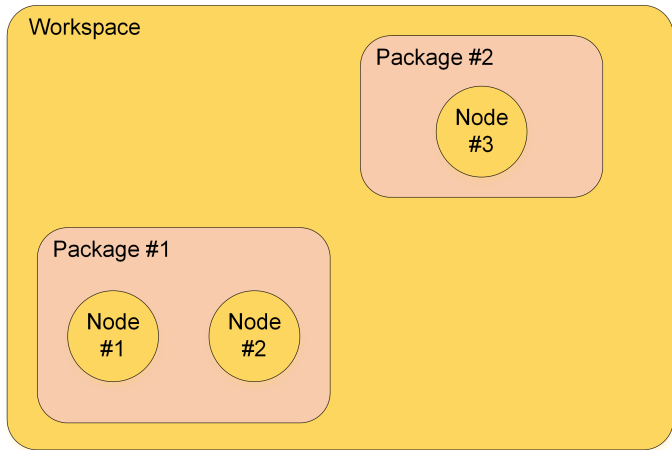 Workspace
Package #2
Node
#3
Package #1
Node
#1
Node
#2